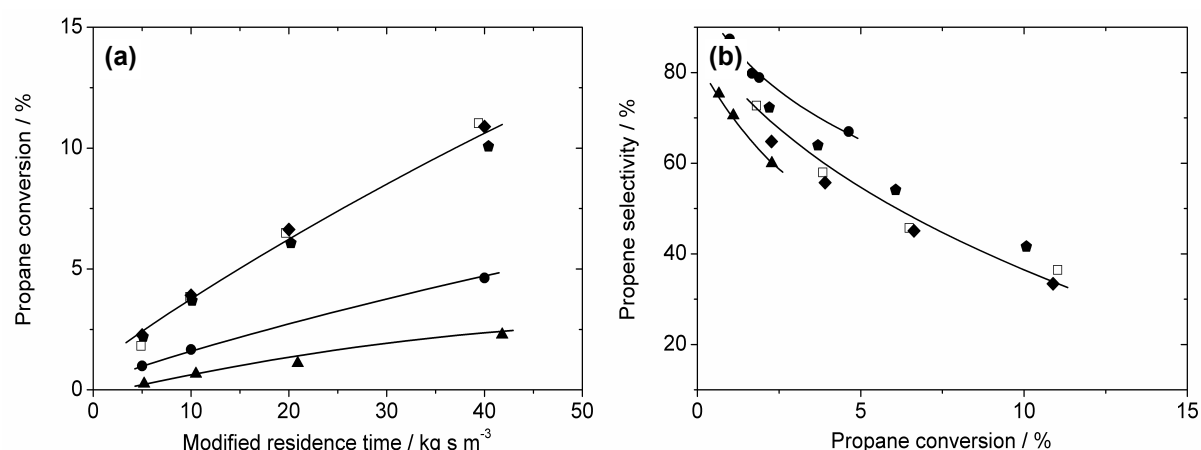 (a)
Propane conversion / %
15
10
5
0
0 10 20 30 40 50
Modified residence time / kg s m-3
(b)
Propene selectivity / %
80
60
40
20
0 5 10 15
Propane conversion / %